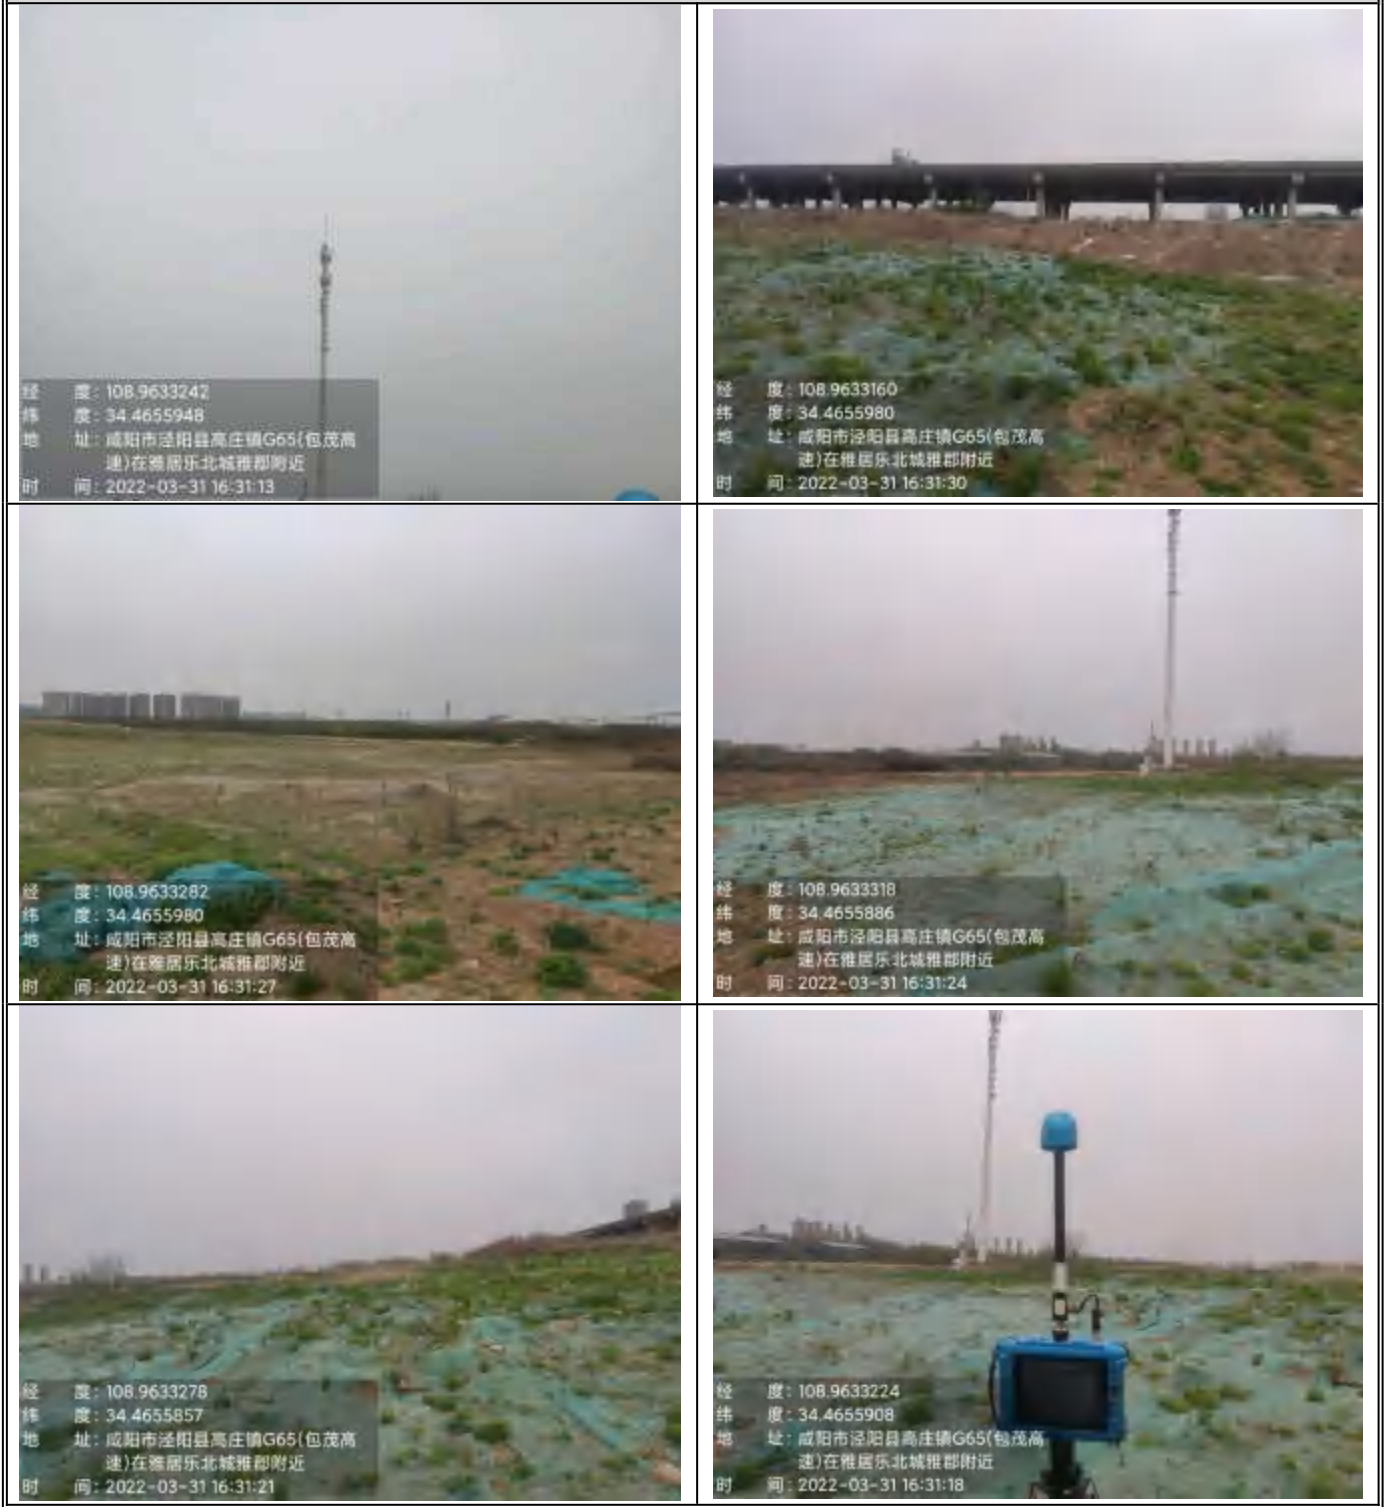 经 度: 108.9633242
纬 度: 34.4655948
地 址: 咸阳市泾阳县高庄镇G65(包茂高
速)在雅居乐北城雅郡附近
时 间: 2022-03-31 16:31:13
经 度: 108.9633160
纬 度: 34.4655980
地 址: 咸阳市泾阳县高庄镇G65(包茂高
速)在雅居乐北城雅郡附近
时 间: 2022-03-31 16:31:30
经 度: 108.9633282
纬 度: 34.4655980
地 址: 咸阳市泾阳县高庄镇G65(包茂高
速)在雅居乐北城雅郡附近
时 间: 2022-03-31 16:31:27
经 度: 108.9633318
纬 度: 34.4655886
地 址: 咸阳市泾阳县高庄镇G65(包茂高
速)在雅居乐北城雅郡附近
时 间: 2022-03-31 16:31:24
经 度: 108.9633278
纬 度: 34.4655857
地 址: 咸阳市泾阳县高庄镇G65(包茂高
速)在雅居乐北城雅郡附近
时 间: 2022-03-31 16:31:21
经 度: 108.9633224
纬 度: 34.4655908
地 址: 咸阳市泾阳县高庄镇G65(包茂高
速)在雅居乐北城雅郡附近
时 间: 2022-03-31 16:31:18